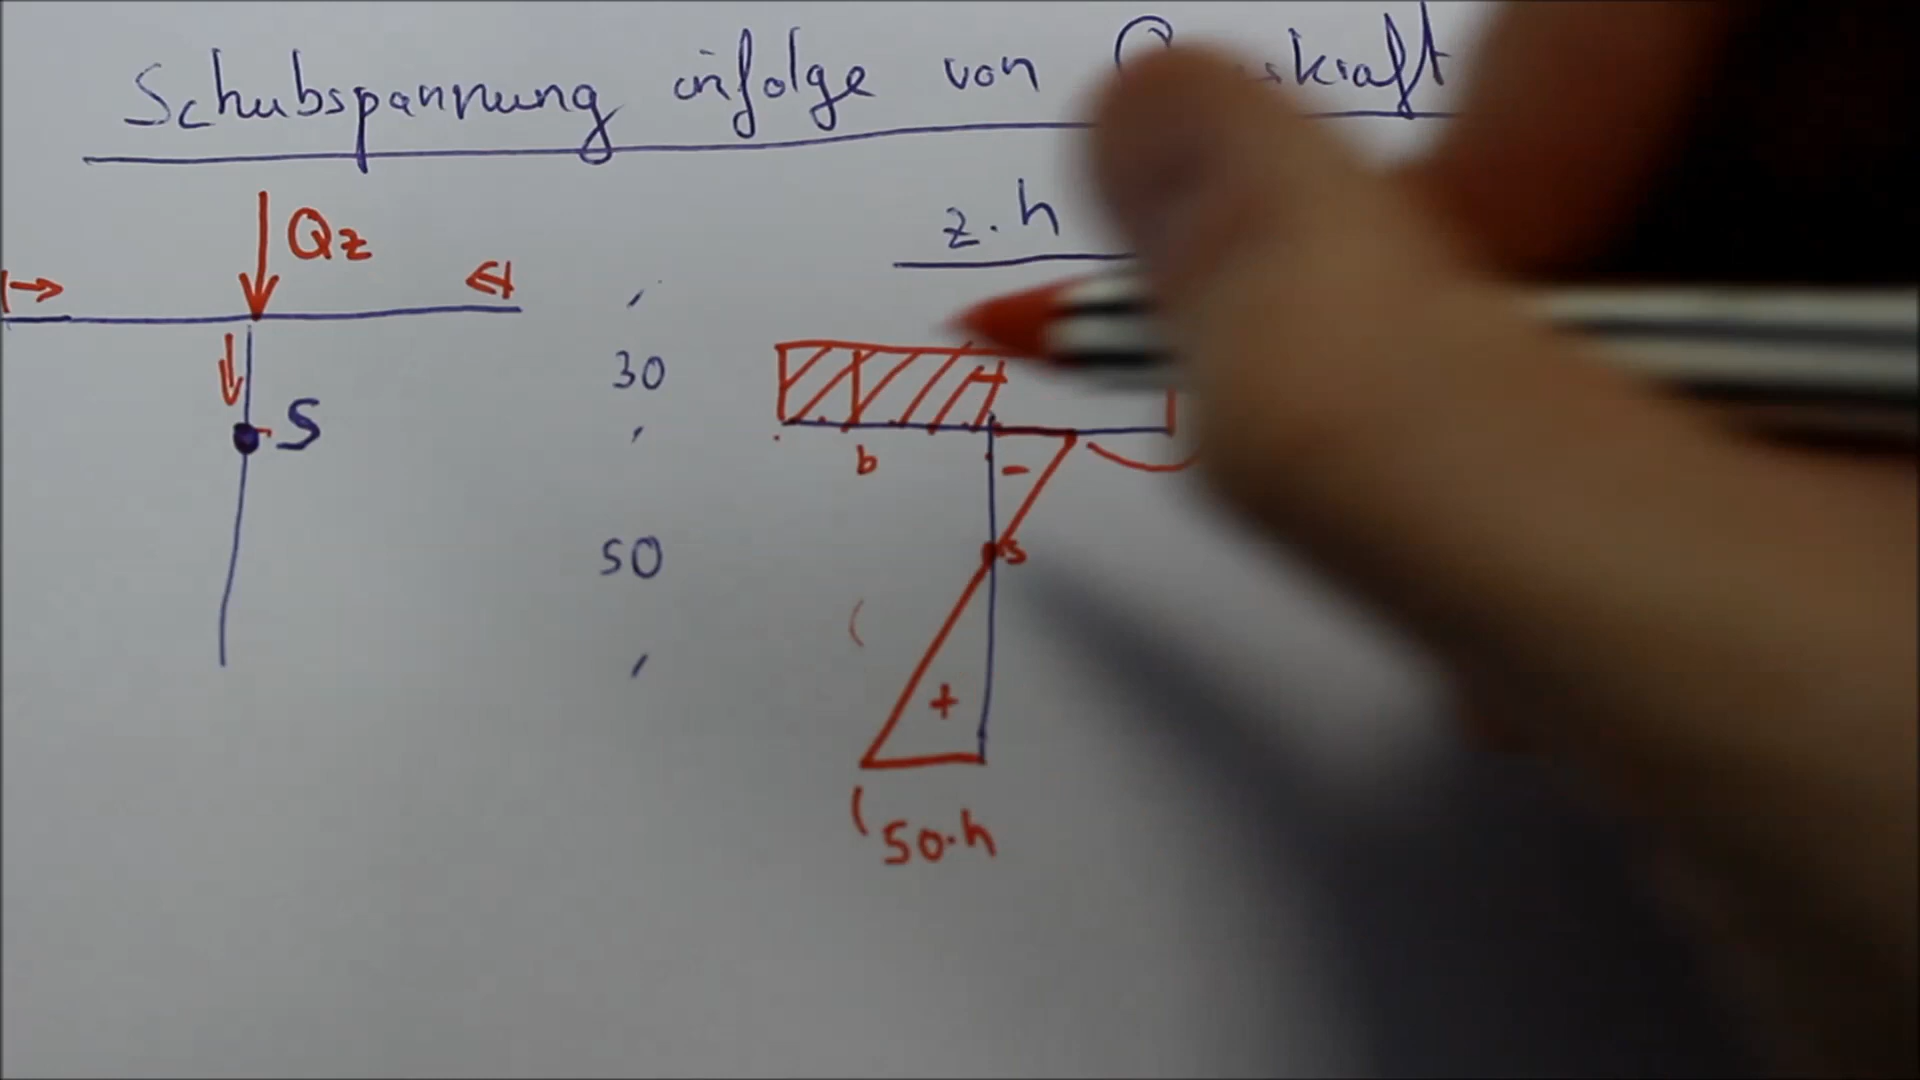 Schubspannung infolge von
z.h
Qz
30
S
b
-
50
s
+
50.h